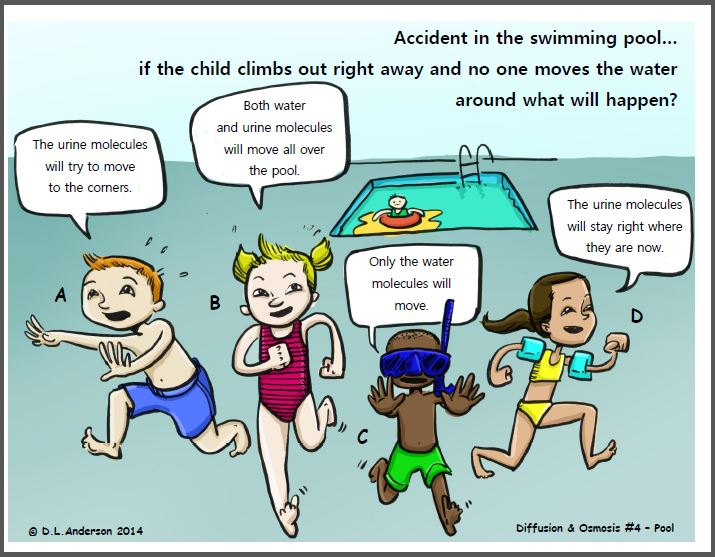 Accident in the swimming pool...
if the child climbs out right away and no one moves the water
around what will happen?
The urine molecules
will try to move
to the corners.
Both water
and urine molecules
will move all over
the pool.
Only the water
molecules will
move.
The urine molecules
will stay right where
they are now.
A
B
C
D
© D.L.Anderson 2014
Diffusion & Osmosis #4 - Pool